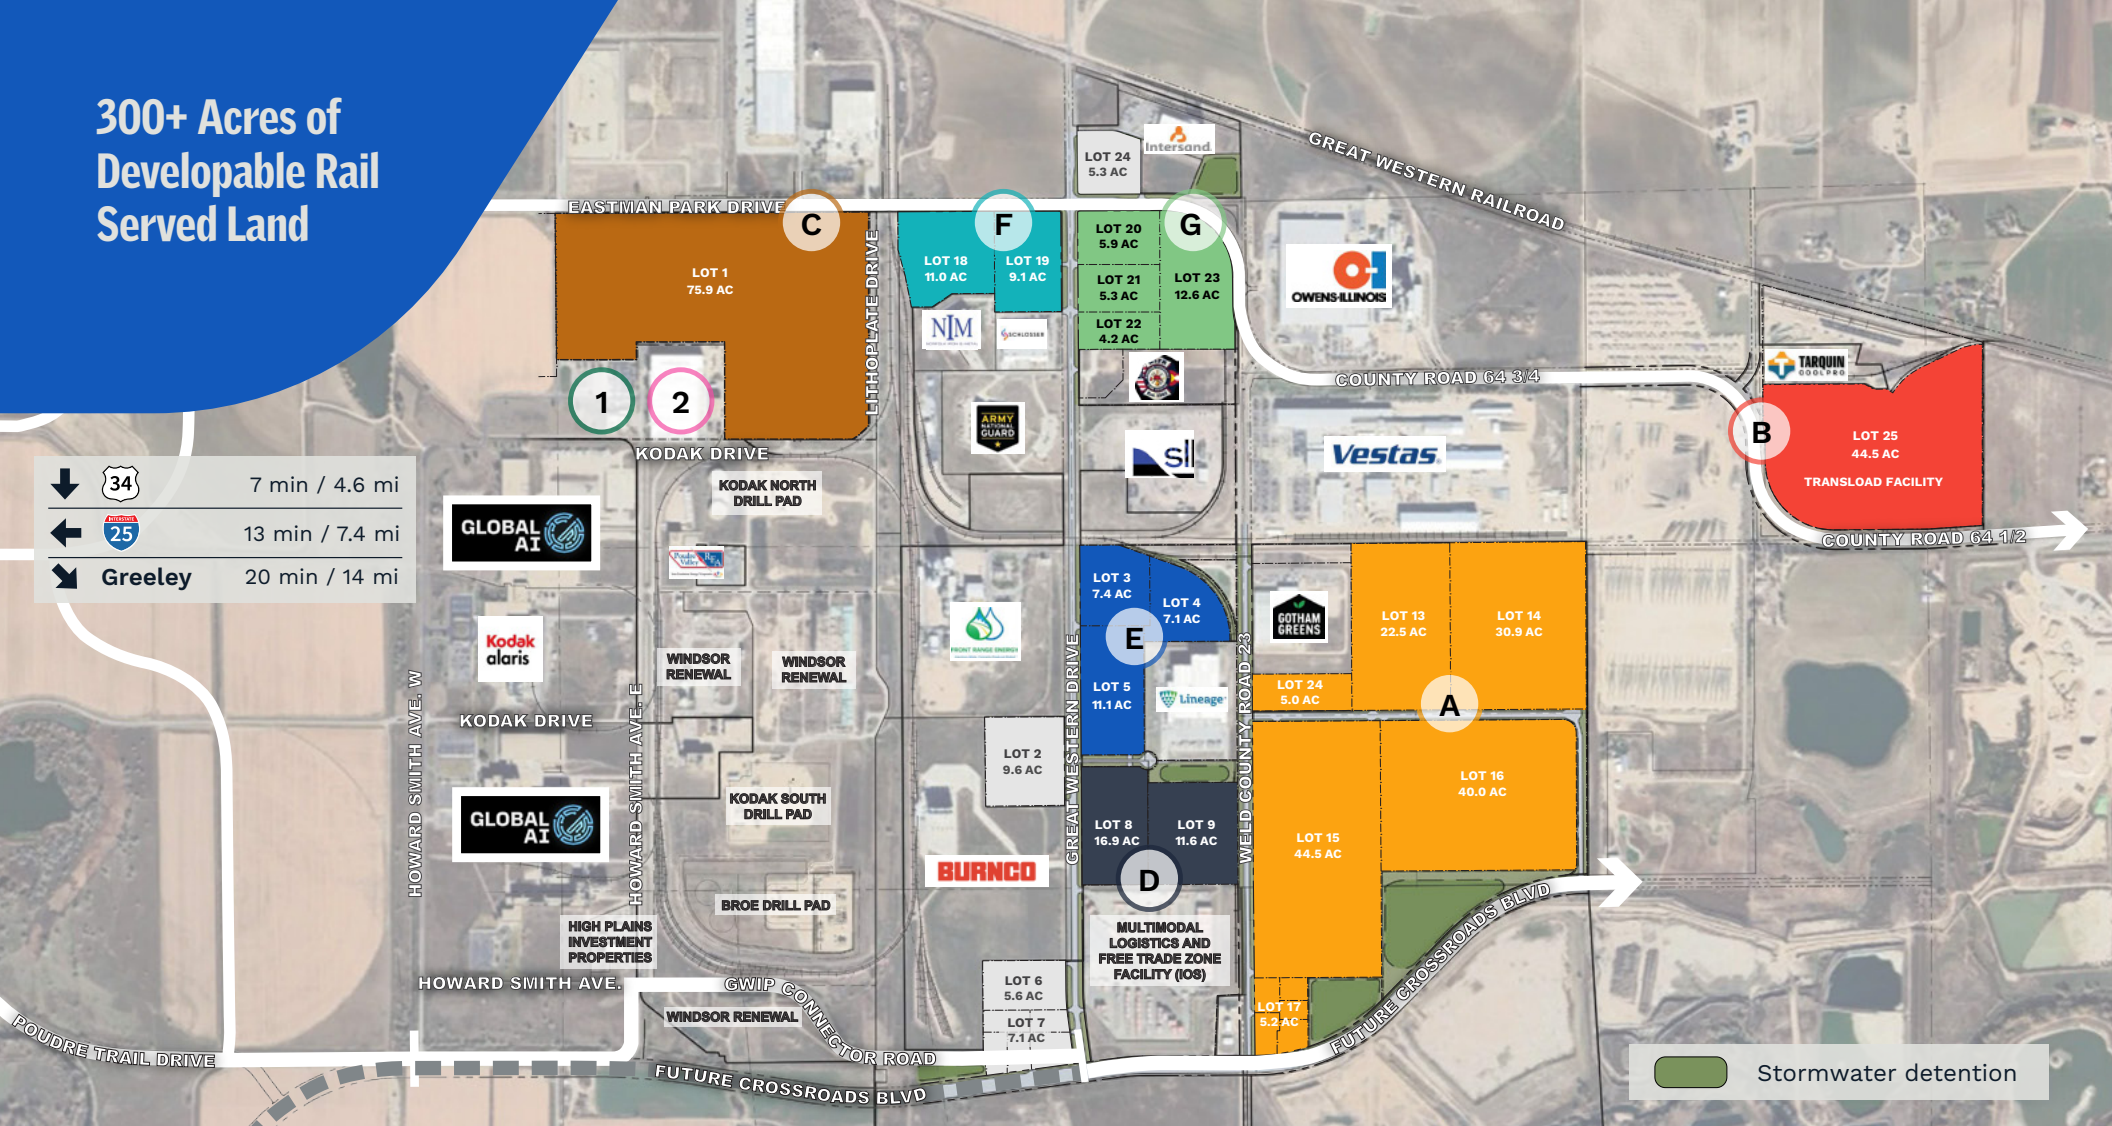 300+ Acres of
Developable Rail
Served Land
34
7 min / 4.6 mi
INTERSTATE
25
13 min / 7.4 mi
Greeley
20 min / 14 mi
EASTMAN PARK DRIVE
C
LOT 1
75.9 AC
LITHOPLATE DRIVE
1
2
KODAK DRIVE
F
LOT 18
11.0 AC
LOT 19
9.1 AC
NJM
SCHLOSSER
LOT 24
5.3 AC
Intersand
G
LOT 20
5.9 AC
LOT 21
5.3 AC
LOT 22
4.2 AC
LOT 23
12.6 AC
GREAT WESTERN RAILROAD
OWENS-ILLINOIS
COUNTY ROAD 64 3/4
TARQUIN
COOLPRO
B
LOT 25
44.5 AC
TRANSLOAD FACILITY
COUNTY ROAD 64 1/2
ARMY
NATIONAL
GUARD
sll
Vestas
KODAK NORTH
DRILL PAD
GLOBAL
AI
Poudre
Valley
REA
Kodak
alaris
WINDSOR
RENEWAL
WINDSOR
RENEWAL
FRONT RANGE ENERGY
KODAK DRIVE
HOWARD SMITH AVE. W
HOWARD SMITH AVE. E
GLOBAL
AI
KODAK SOUTH
DRILL PAD
BROE DRILL PAD
HIGH PLAINS
INVESTMENT
PROPERTIES
LOT 2
9.6 AC
BURNCO
GREAT WESTERN DRIVE
LOT 3
7.4 AC
LOT 4
7.1 AC
E
LOT 5
11.1 AC
Lineage
WELD COUNTY ROAD 23
GOTHAM
GREENS
LOT 13
22.5 AC
LOT 14
30.9 AC
LOT 24
5.0 AC
A
LOT 15
44.5 AC
LOT 16
40.0 AC
LOT 8
16.9 AC
LOT 9
11.6 AC
D
MULTIMODAL
LOGISTICS AND
FREE TRADE ZONE
FACILITY (IOS)
LOT 17
5.2 AC
LOT 6
5.6 AC
LOT 7
7.1 AC
HOWARD SMITH AVE.
GWIP CONNECTOR ROAD
WINDSOR RENEWAL
POUDRE TRAIL DRIVE
FUTURE CROSSROADS BLVD
FUTURE CROSSROADS BLVD
Stormwater detention